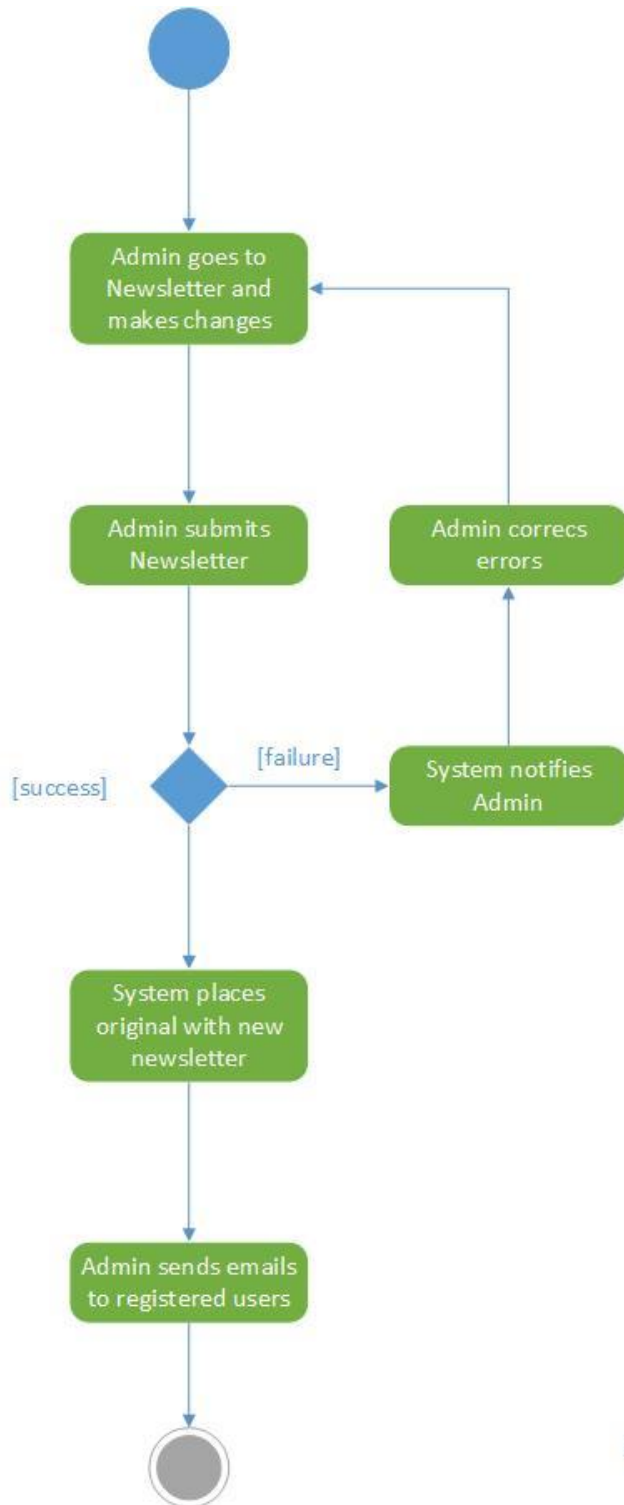 Admin goes to
Newsletter and
makes changes
Admin submits
Newsletter
Admin correcs
errors
[failure]
[success]
System notifies
Admin
System places
original with new
newsletter
Admin sends emails
to registered users